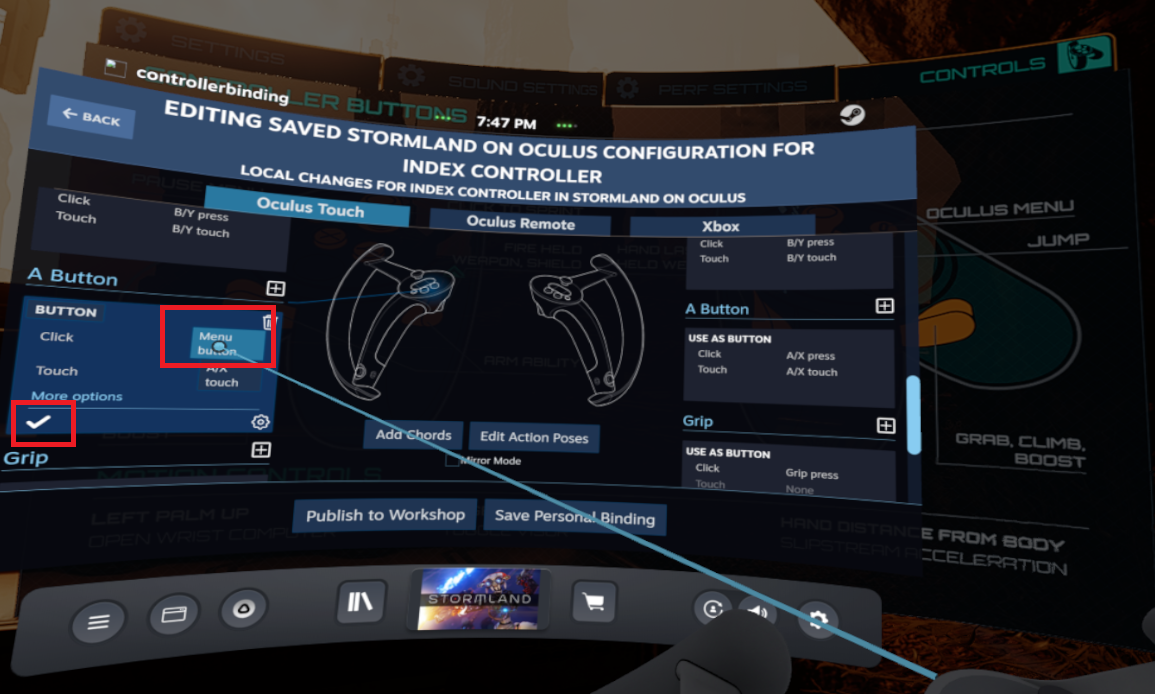 SETTINGS
SOUND SETTINGS
PERF SETTINGS
CONTROLS
controllerbinding
CONTROLLER BUTTONS
7:47 PM
← BACK
EDITING SAVED STORMLAND ON OCULUS CONFIGURATION FOR
INDEX CONTROLLER
LOCAL CHANGES FOR INDEX CONTROLLER IN STORMLAND ON OCULUS
Oculus Touch
Oculus Remote
Xbox
Click B/Y press
Touch B/Y touch
A Button
BUTTON
Click Menu
button
Touch A/X
touch
More options
Grip
Click B/Y press
Touch B/Y touch
A Button
USE AS BUTTON
Click A/X press
Touch A/X touch
Grip
USE AS BUTTON
Click Grip press
Touch None
FIRE HELD
WEAPON, SHIELD
ARM ABILITY
Add Chords
Edit Action Poses
Mirror Mode
Publish to Workshop
Save Personal Binding
OCULUS MENU
JUMP
GRAB, CLIMB,
BOOST
BOOST
MOTION CONTROLS
LEFT PALM UP
OPEN WRIST COMPUTER
HAND DISTANCE FROM BODY
SLIPSTREAM ACCELERATION
STORMLAND